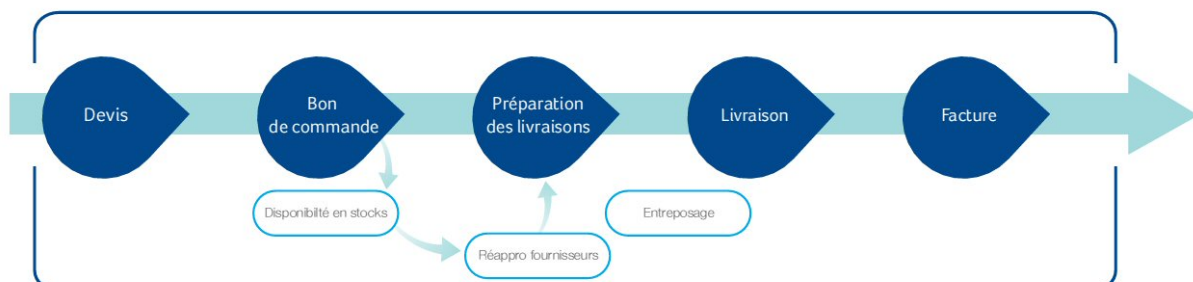 Devis
Bon
de commande
Préparation
des livraisons
Livraison
Facture
Disponibilté en stocks
Entreposage
Réappro fournisseurs